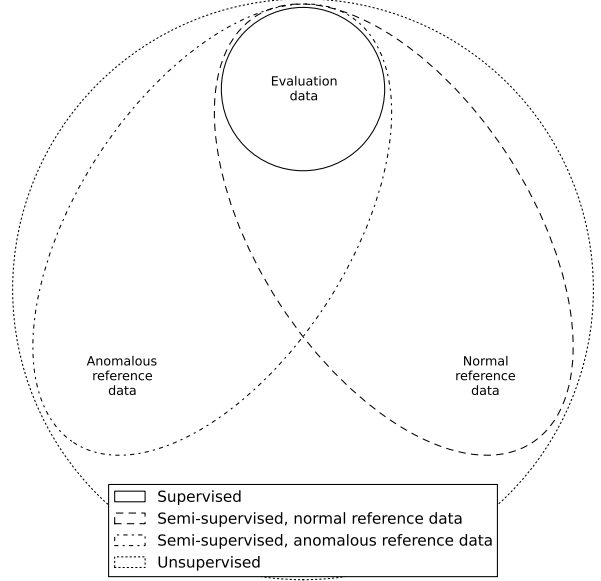 Evaluation
data
Anomalous
reference
data
Normal
reference
data
Supervised
Semi-supervised, normal reference data
Semi-supervised, anomalous reference data
Unsupervised